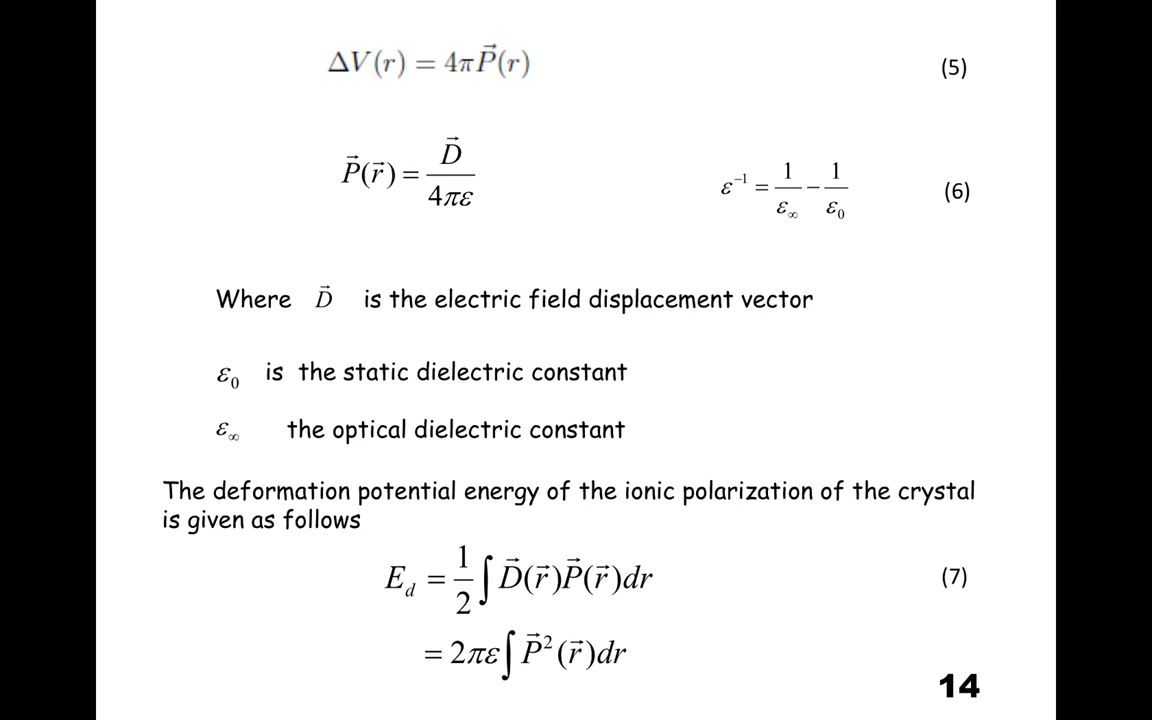 ΔV(r) = 4πP⃗(r) (5)
P⃗(r⃗) = D⃗ / 4πε ε⁻¹ = 1/ε∞ − 1/ε₀ (6)
Where D⃗ is the electric field displacement vector
ε₀ is the static dielectric constant
ε∞ the optical dielectric constant
The deformation potential energy of the ionic polarization of the crystal
is given as follows
E_d = 1/2 ∫ D⃗(r⃗)P⃗(r⃗)dr (7)
= 2πε∫ P⃗²(r⃗)dr
14